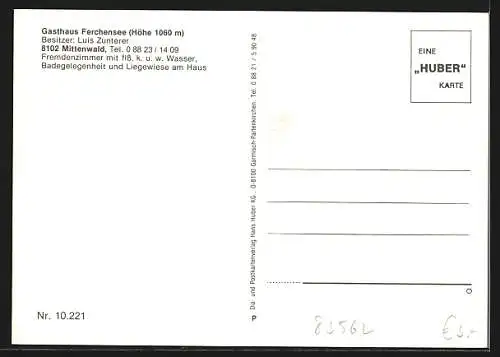 Gasthaus Ferchensee (Höhe 1060 m)
Besitzer: Luis Zunterer
8102 Mittenwald, Tel. 0 88 23 / 14 09
Fremdenzimmer mit flß. k. u. w. Wasser,
Badegelegenheit und Liegewiese am Haus
EINE
„HUBER"
KARTE
Dia- und Postkartenverlag Hans Huber KG · D-8100 Garmisch-Partenkirchen, Tel. 0 88 21 / 5 90 48
P
Nr. 10.221